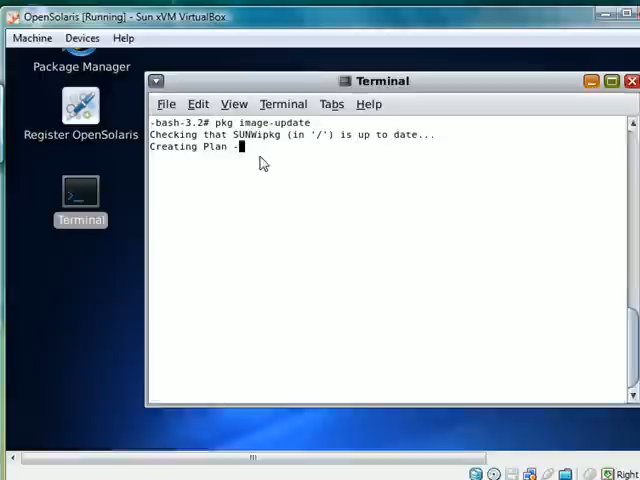 OpenSolaris [Running] - Sun xVM VirtualBox
Machine Devices Help
Package Manager
Register OpenSolaris
Terminal
Terminal
File Edit View Terminal Tabs Help
-bash-3.2# pkg image-update
Checking that SUNWipkg (in '/') is up to date...
Creating Plan -
Right